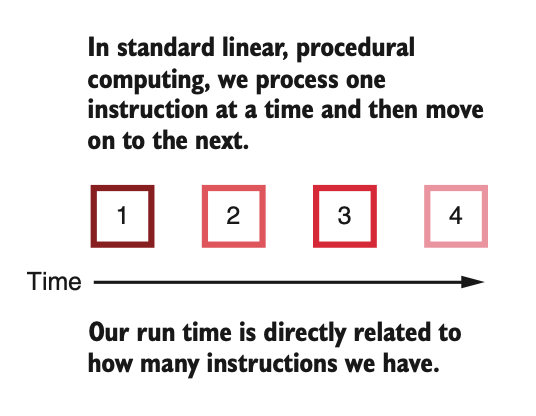 In standard linear, procedural
computing, we process one
instruction at a time and then move
on to the next.
1 2 3 4
Time
Our run time is directly related to
how many instructions we have.